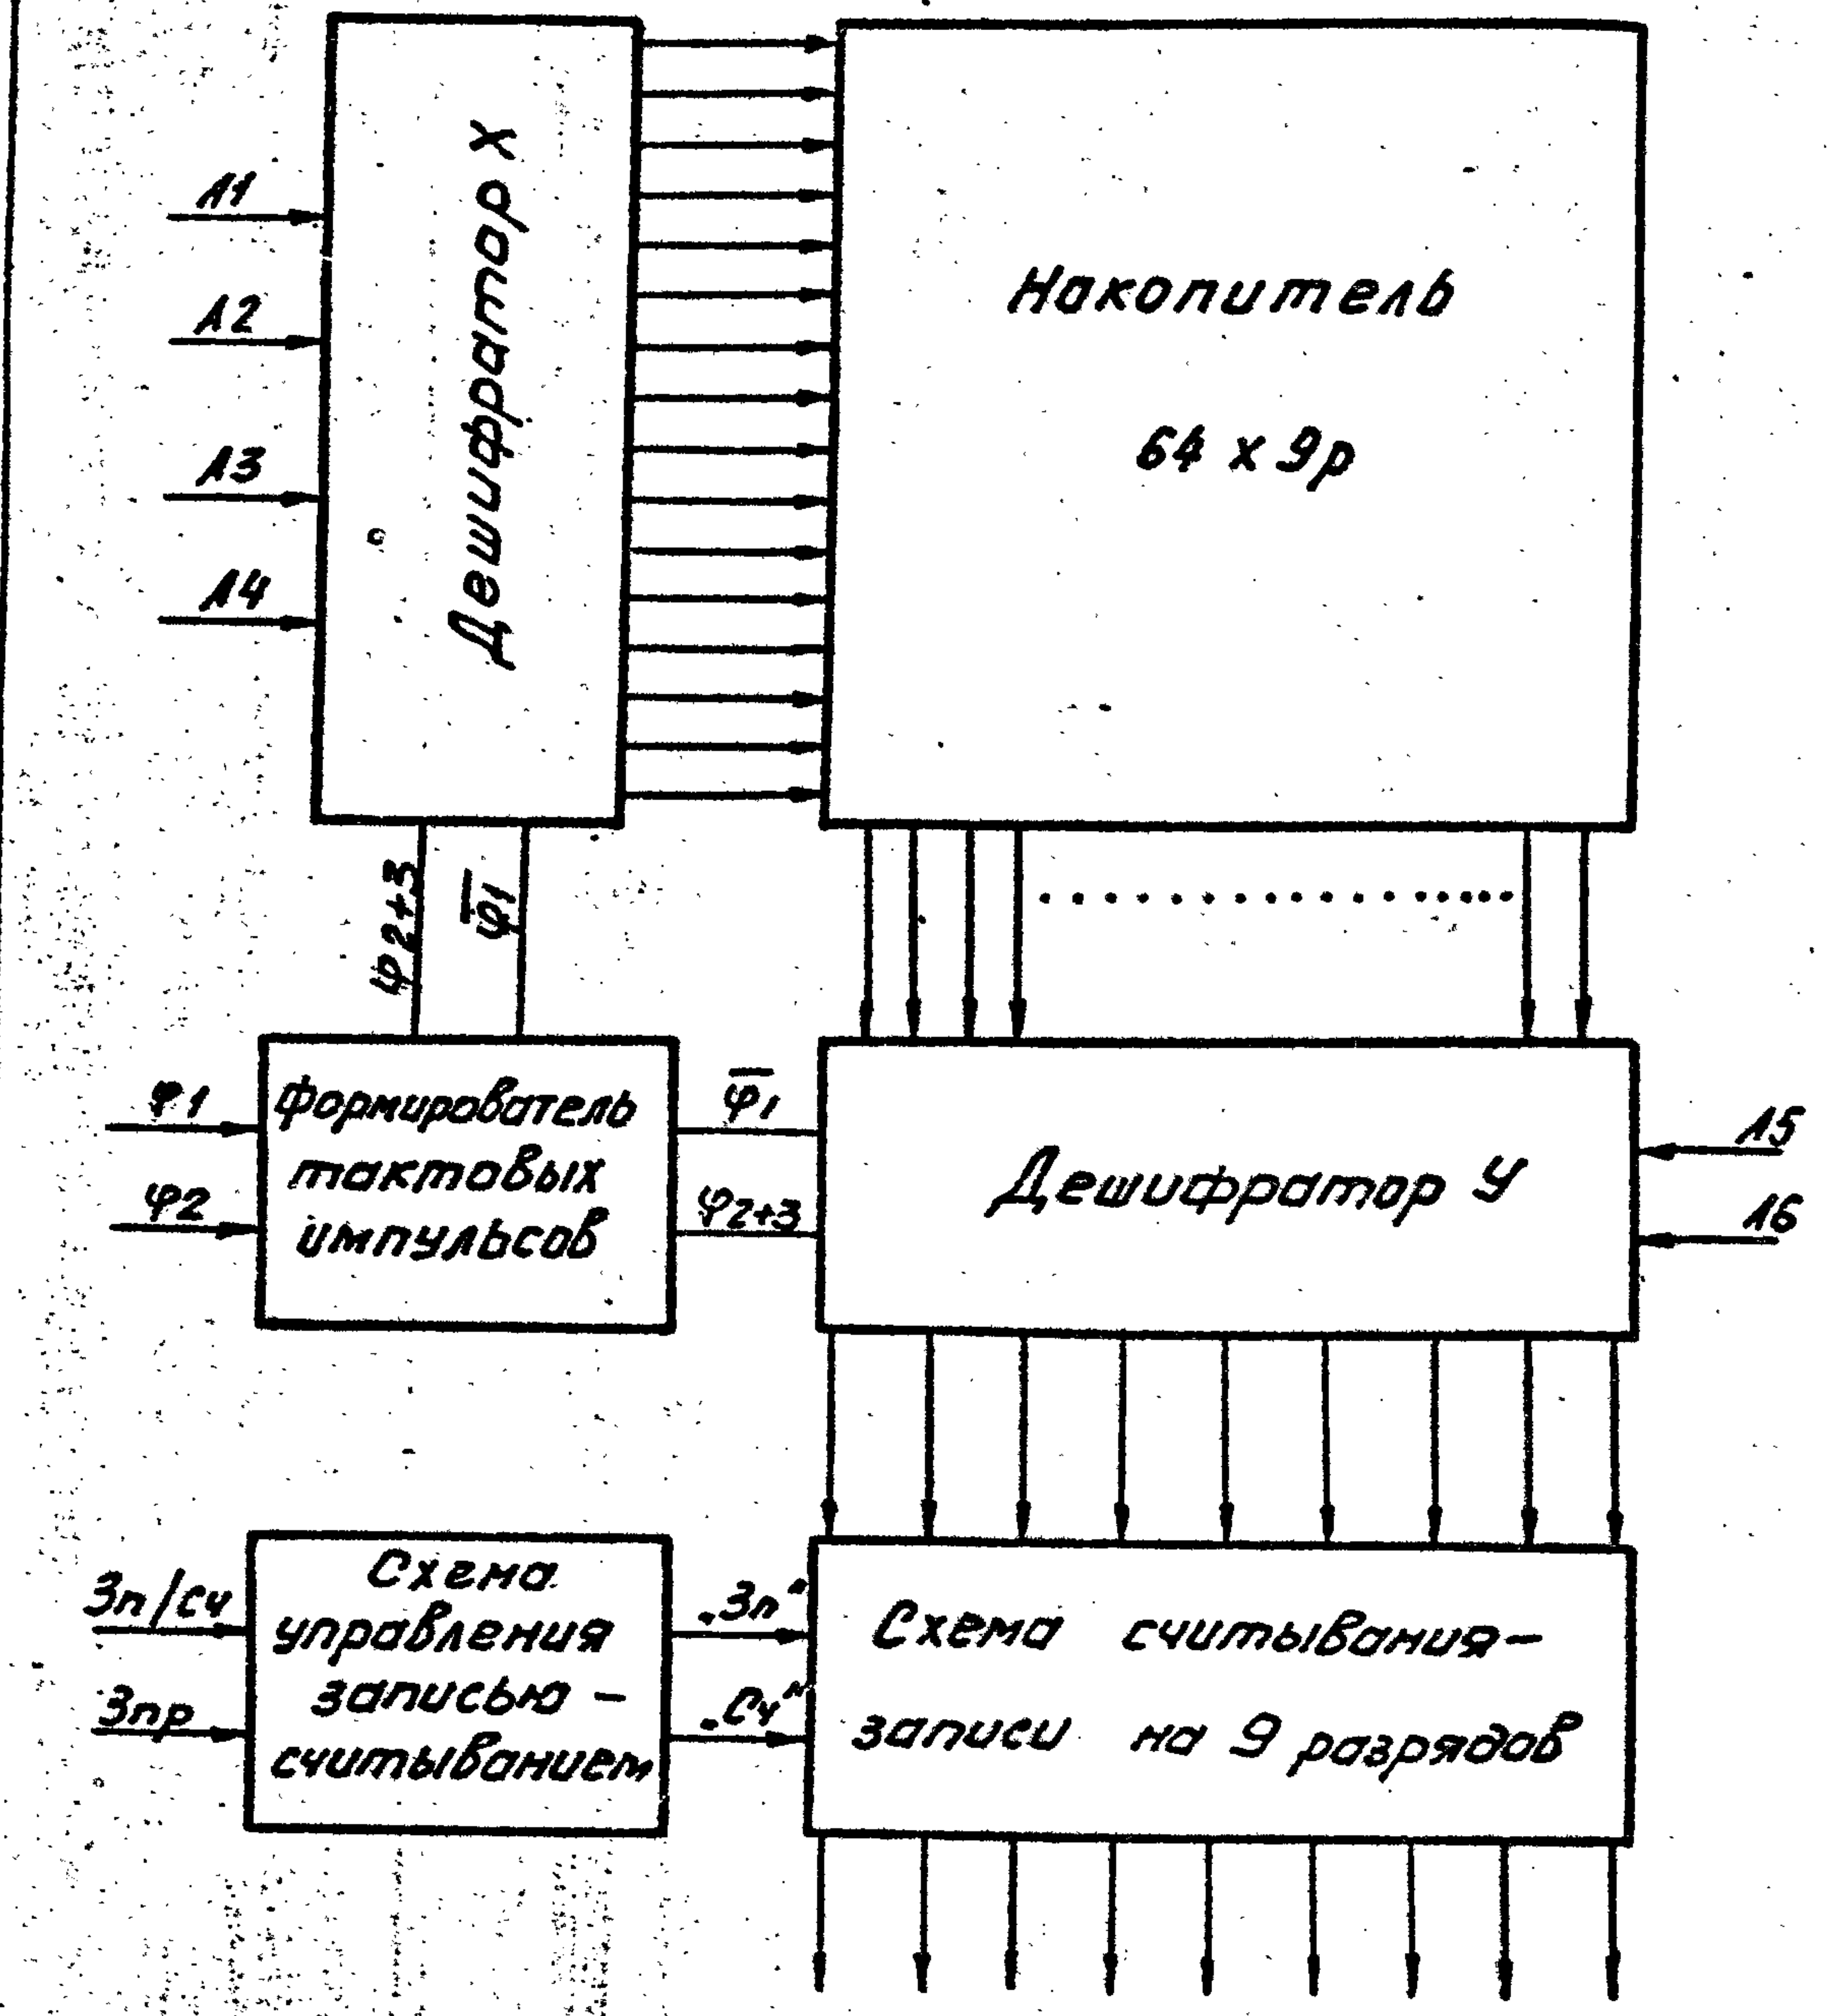 А1
А2
А3
А4
Дешифратор X
Накопитель
64 x 9р
φ2+3
φ̅1
φ1
φ2
формирователь
тактовых
импульсов
φ̅1
φ2+3
Дешифратор У
А5
А6
Зп/Сч
Зпр
Схема
управления
записью –
считыванием
„Зп"
„Сч"
Схема считывания–
записи на 9 разрядов